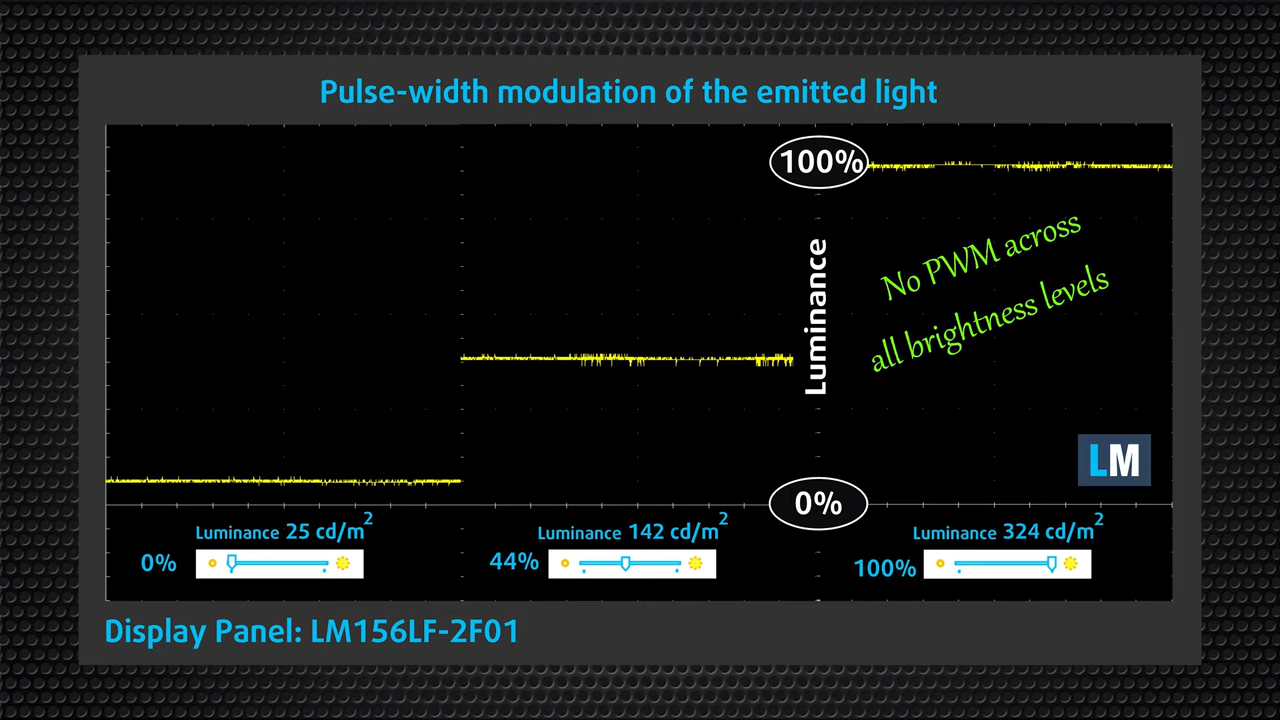 Pulse-width modulation of the emitted light
100%
No PWM across
all brightness levels
Luminance
LM
0%
Luminance 25 cd/m²
0%
Luminance 142 cd/m²
44%
Luminance 324 cd/m²
100%
Display Panel: LM156LF-2F01